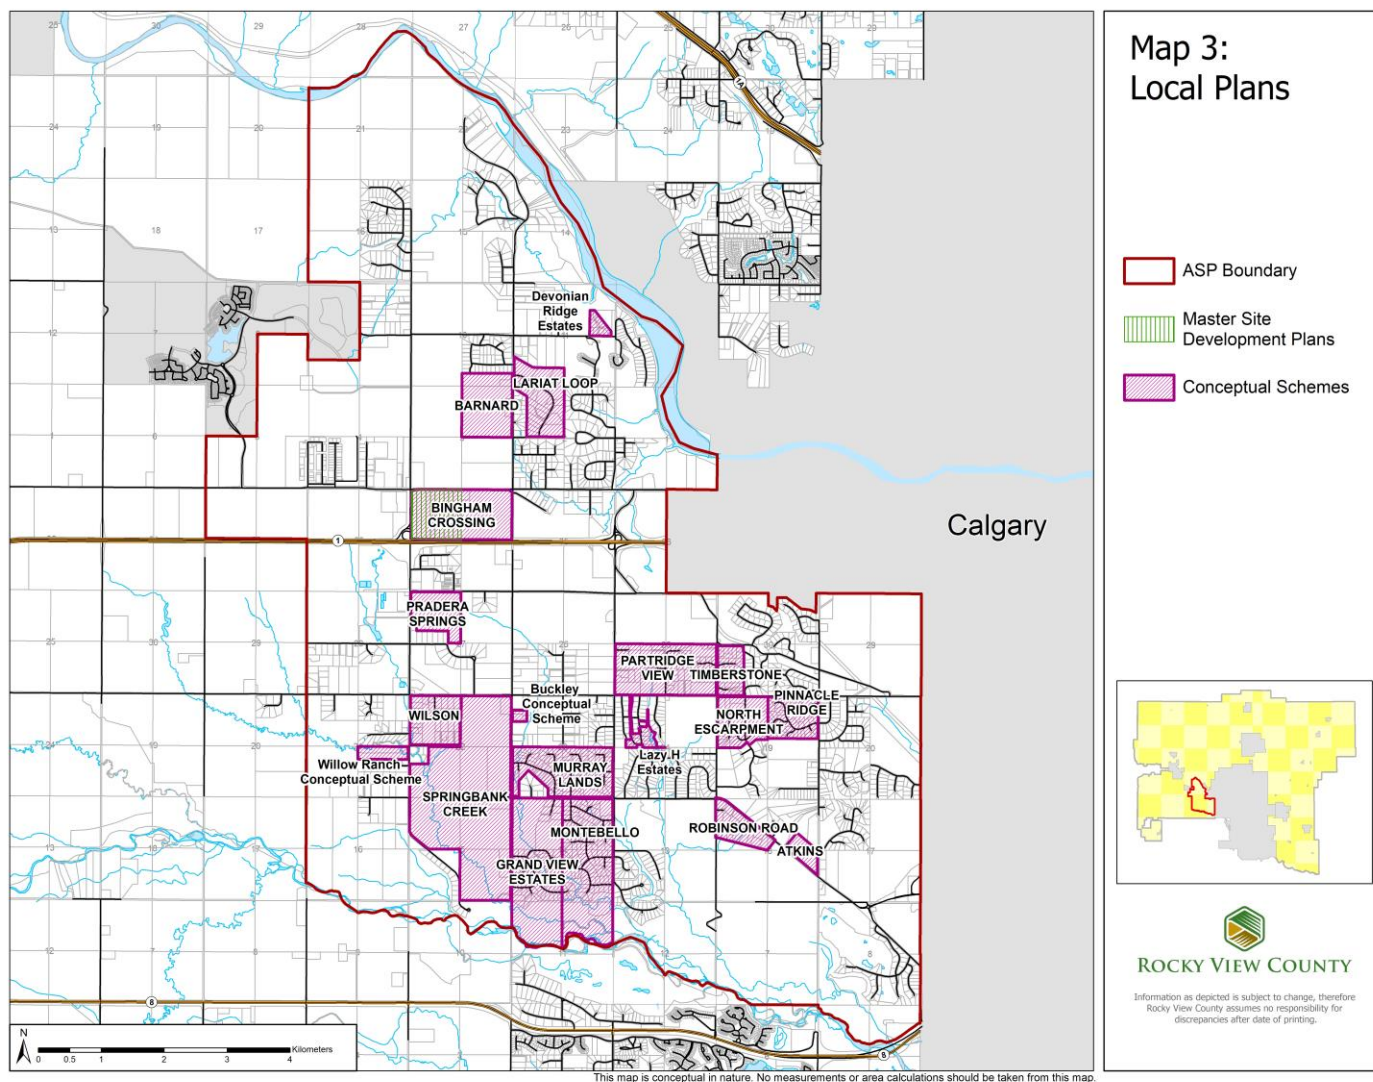 Map 3:
Local Plans
ASP Boundary
Master Site
Development Plans
Conceptual Schemes
Devonian
Ridge
Estates
LARIAT LOOP
BARNARD
BINGHAM
CROSSING
Calgary
1A
1
PRADERA
SPRINGS
PARTRIDGE
VIEW
TIMBERSTONE
PINNACLE
RIDGE
Buckley
Conceptual
Scheme
WILSON
NORTH
ESCARPMENT
Lazy H
Estates
Willow Ranch
Conceptual Scheme
MURRAY
LANDS
SPRINGBANK
CREEK
MONTEBELLO
ROBINSON ROAD
ATKINS
GRAND VIEW
ESTATES
8
8
N
0 0.5 1 2 3 4
Kilometers
ROCKY VIEW COUNTY
Information as depicted is subject to change, therefore
Rocky View County assumes no responsibility for
discrepancies after date of printing.
This map is conceptual in nature. No measurements or area calculations should be taken from this map.